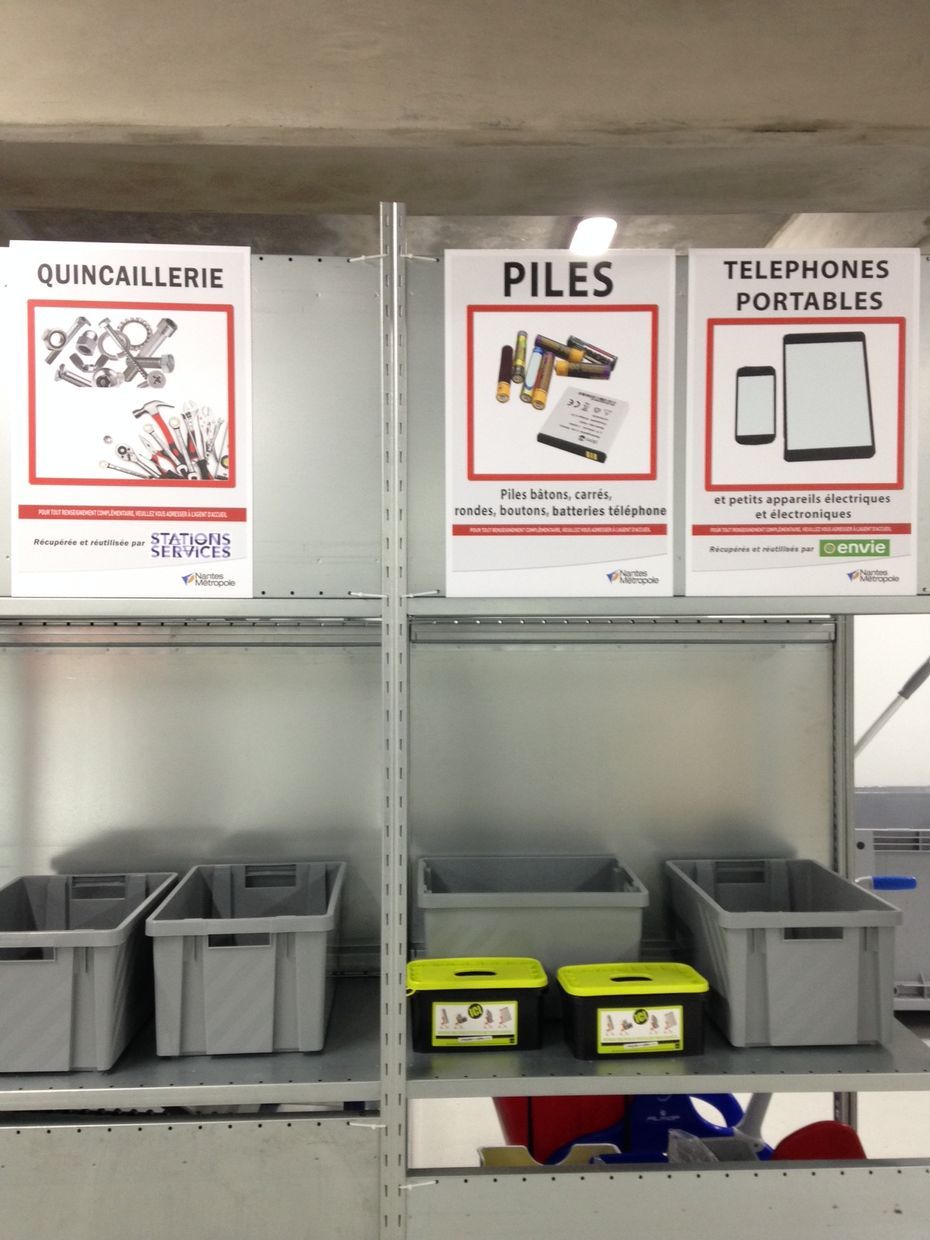 QUINCAILLERIE
POUR TOUT RENSEIGNEMENT COMPLÉMENTAIRE, VEUILLEZ VOUS ADRESSER À L'AGENT D'ACCUEIL
Récupérée et réutilisée par STATIONS SERVICES
Nantes
Métropole
PILES
Piles bâtons, carrés,
rondes, boutons, batteries téléphone
POUR TOUT RENSEIGNEMENT COMPLÉMENTAIRE, VEUILLEZ VOUS ADRESSER À L'AGENT D'ACCUEIL
Nantes
Métropole
TELEPHONES
PORTABLES
et petits appareils électriques
et électroniques
POUR TOUT RENSEIGNEMENT COMPLÉMENTAIRE, VEUILLEZ VOUS ADRESSER À L'AGENT D'ACCUEIL
Récupérés et réutilisés par envie
Nantes
Métropole